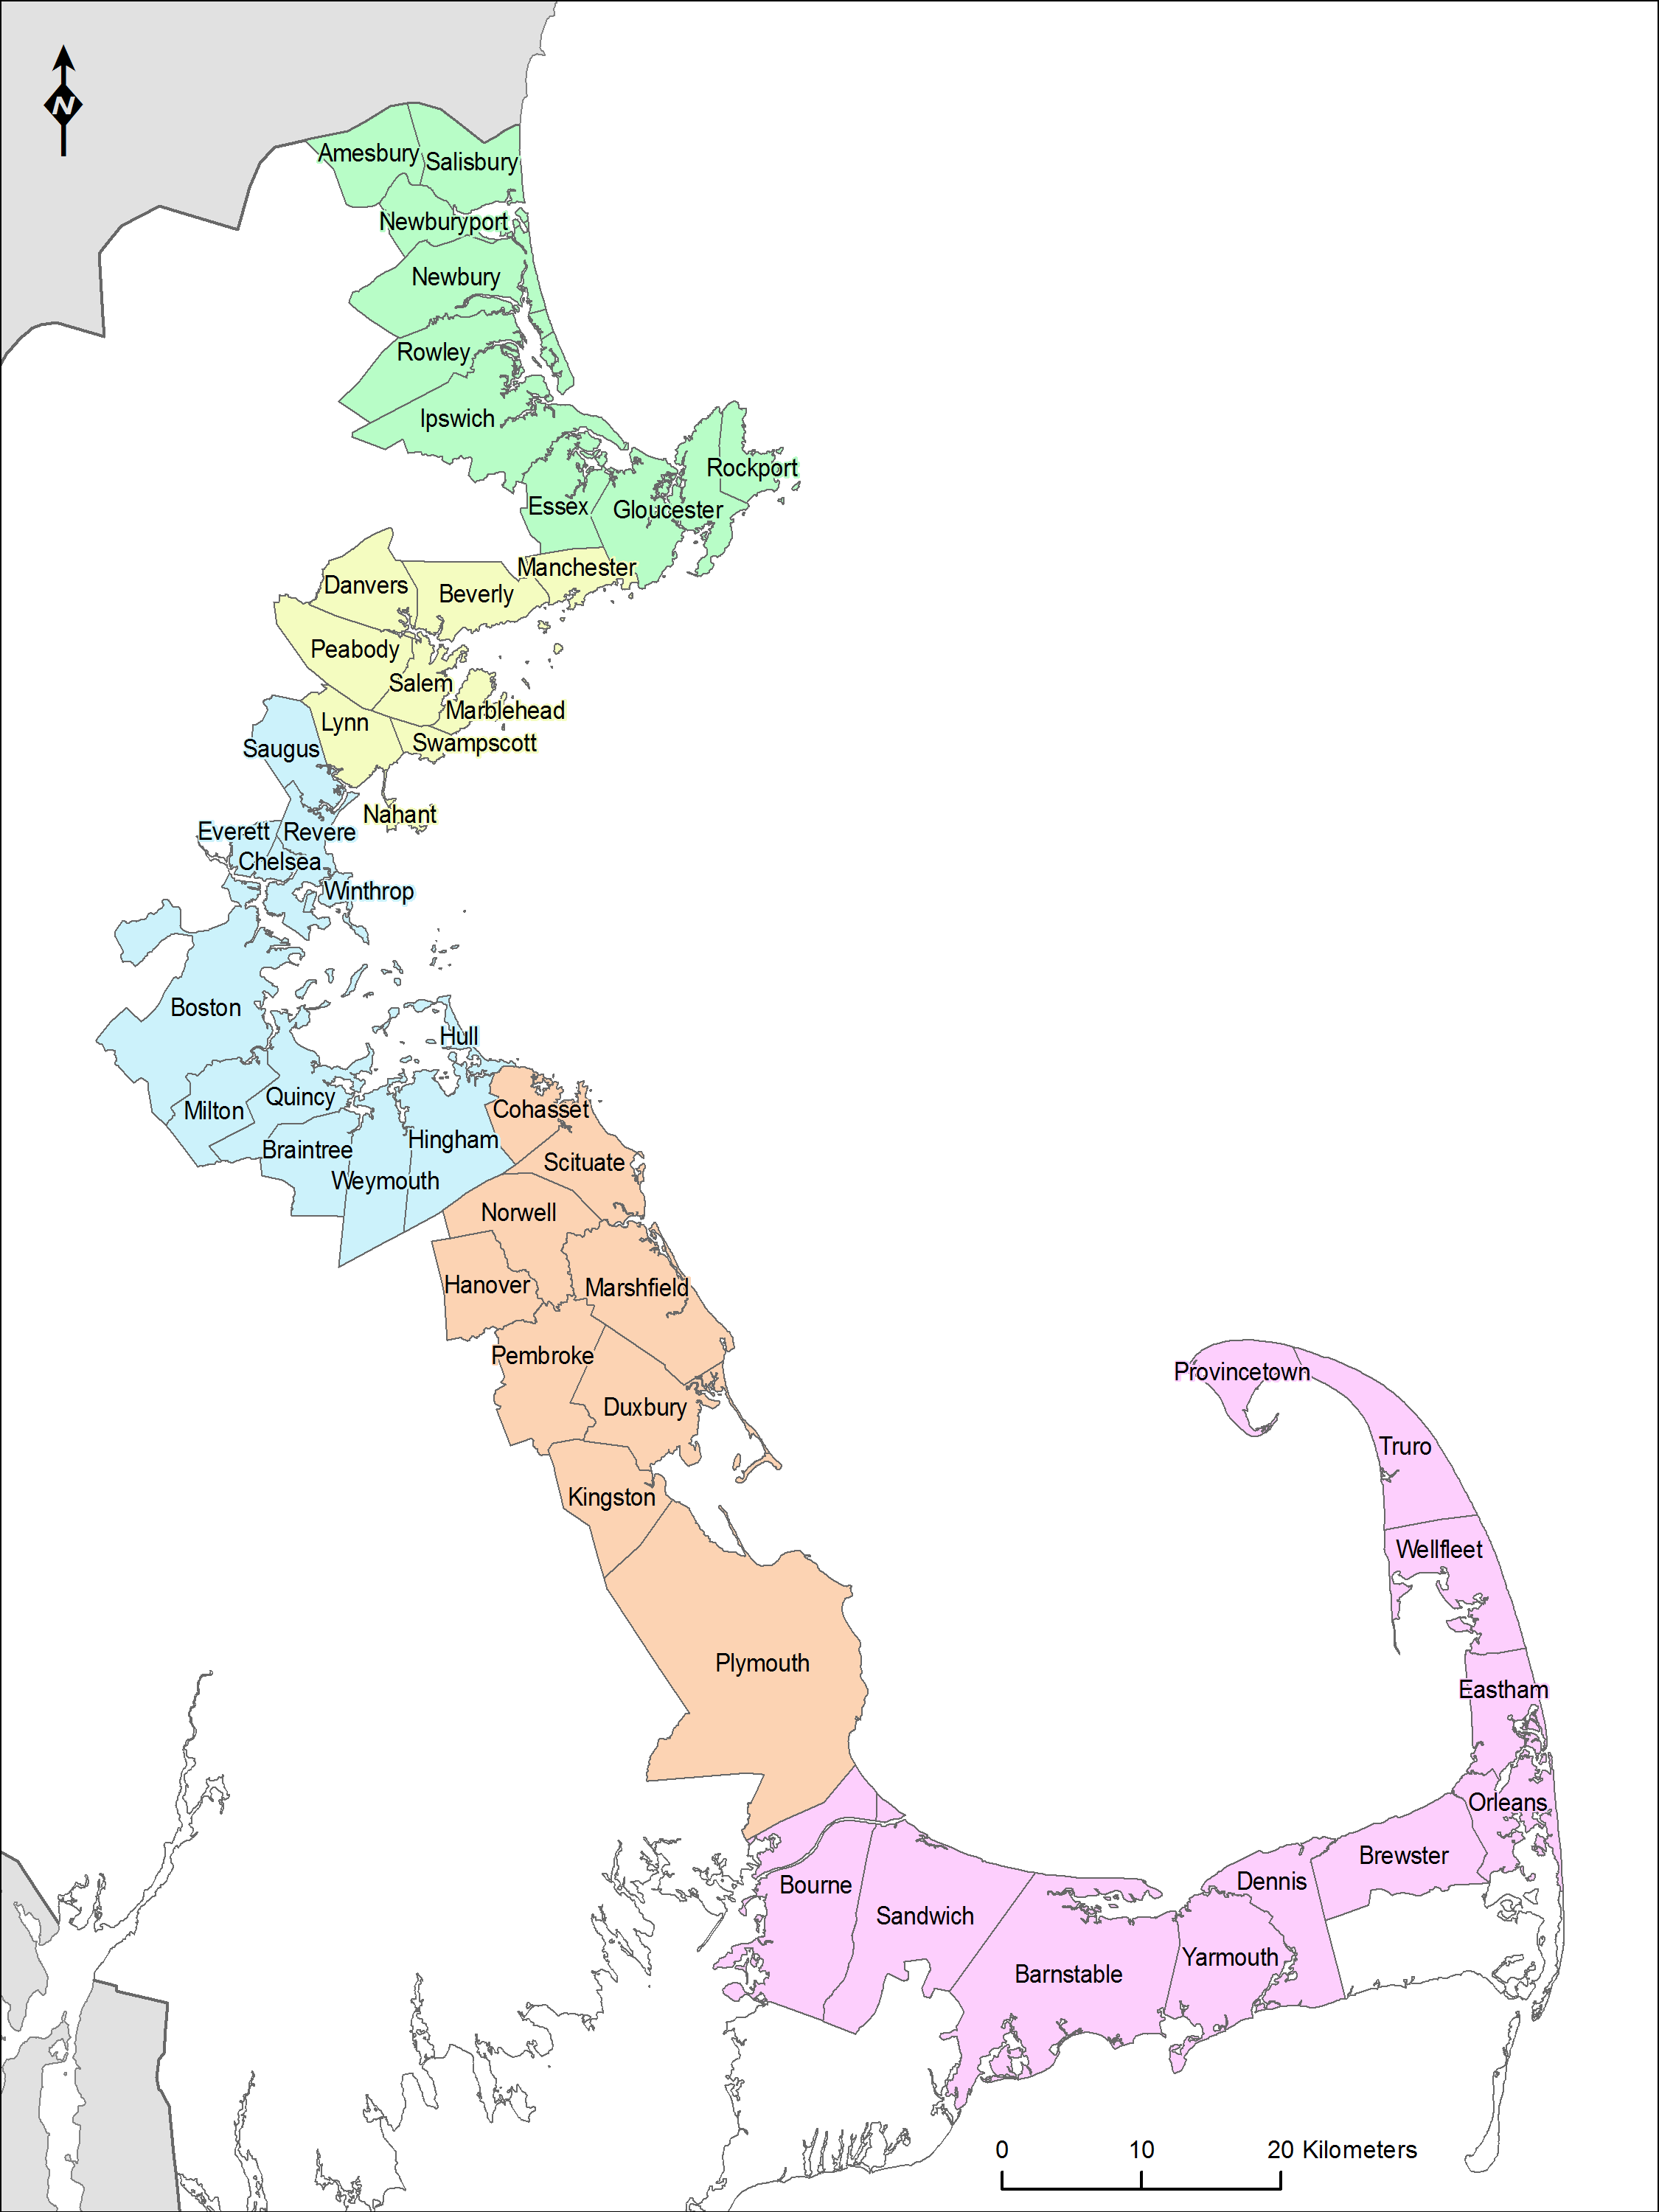 N
Amesbury
Salisbury
Newburyport
Newbury
Rowley
Ipswich
Rockport
Essex
Gloucester
Manchester
Danvers
Beverly
Peabody
Salem
Marblehead
Lynn
Swampscott
Saugus
Nahant
Everett
Revere
Chelsea
Winthrop
Boston
Hull
Quincy
Milton
Cohasset
Hingham
Braintree
Scituate
Weymouth
Norwell
Hanover
Marshfield
Pembroke
Provincetown
Duxbury
Truro
Kingston
Wellfleet
Plymouth
Eastham
Orleans
Brewster
Dennis
Bourne
Sandwich
Yarmouth
Barnstable
0 10 20 Kilometers